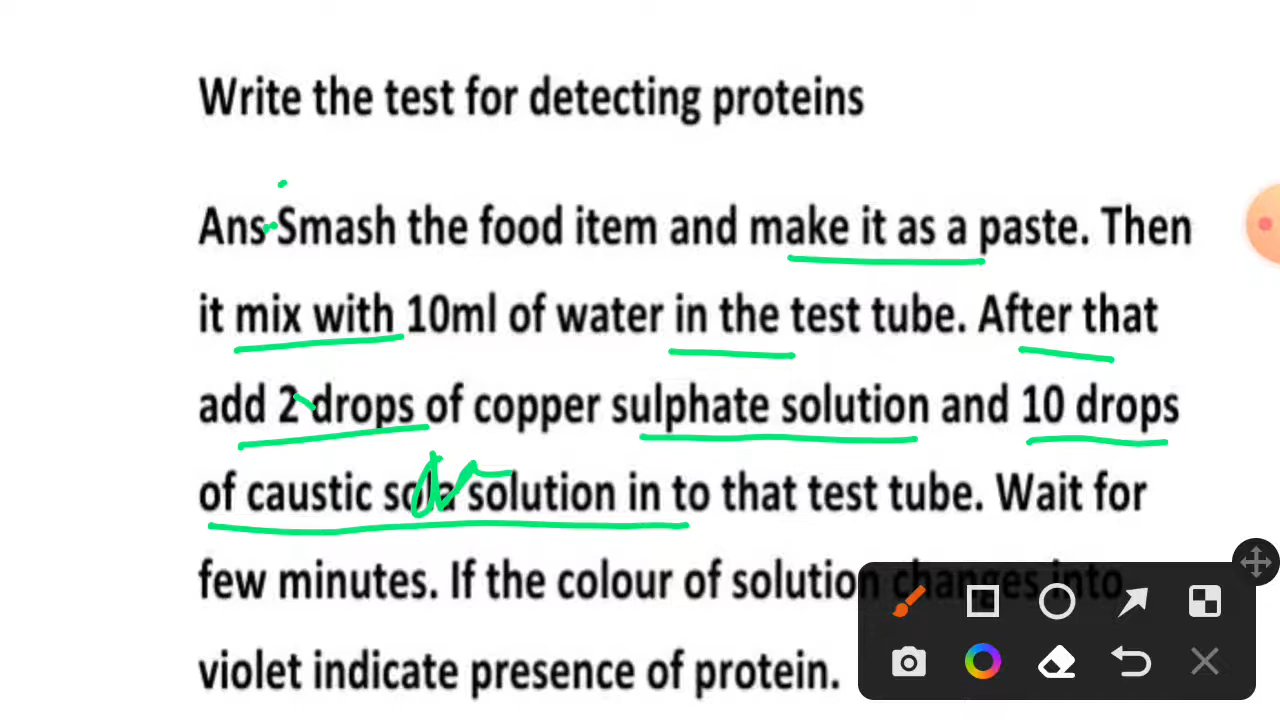 Write the test for detecting proteins
Ans Smash the food item and make it as a paste. Then
it mix with 10ml of water in the test tube. After that
add 2 drops of copper sulphate solution and 10 drops
of caustic soda solution in to that test tube. Wait for
few minutes. If the colour of solution changes into
violet indicate presence of protein.